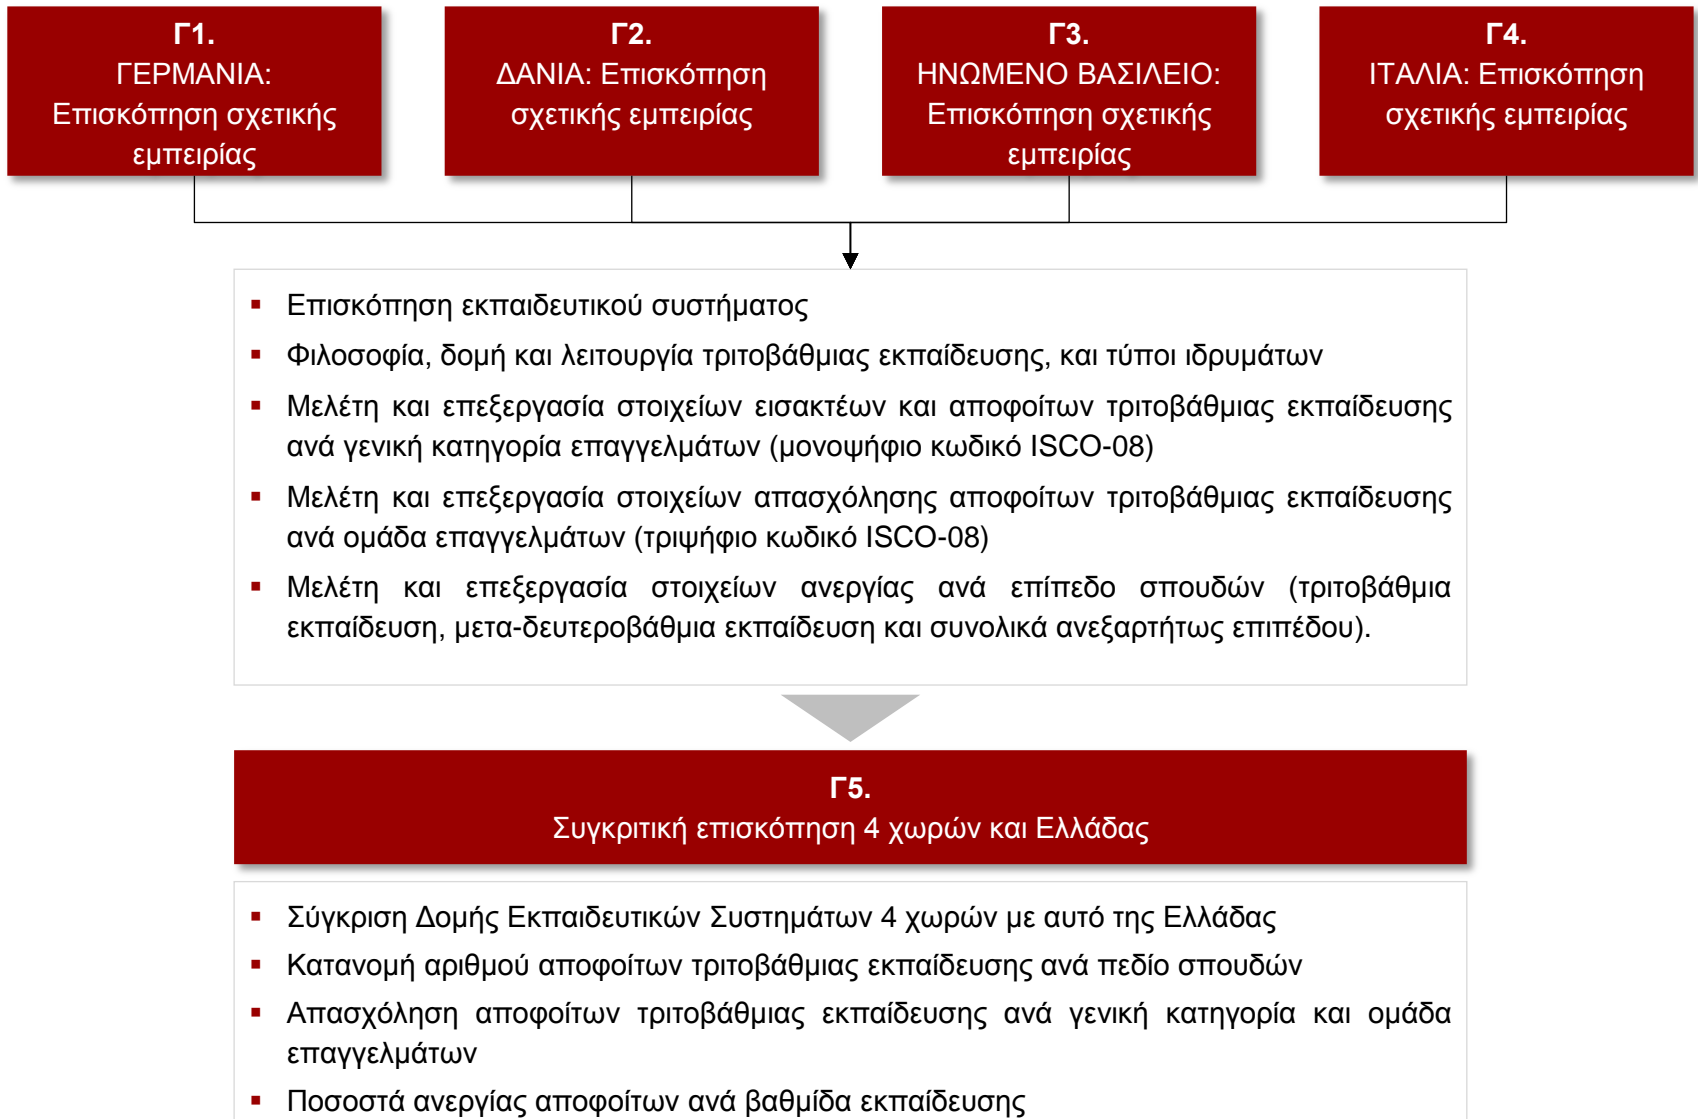 Γ1.
ΓΕΡΜΑΝΙΑ:
Επισκόπηση σχετικής
εμπειρίας
Γ2.
ΔΑΝΙΑ: Επισκόπηση
σχετικής εμπειρίας
Γ3.
ΗΝΩΜΕΝΟ ΒΑΣΙΛΕΙΟ:
Επισκόπηση σχετικής
εμπειρίας
Γ4.
ΙΤΑΛΙΑ: Επισκόπηση
σχετικής εμπειρίας
▪ Επισκόπηση εκπαιδευτικού συστήματος
▪ Φιλοσοφία, δομή και λειτουργία τριτοβάθμιας εκπαίδευσης, και τύποι ιδρυμάτων
▪ Μελέτη και επεξεργασία στοιχείων εισακτέων και αποφοίτων τριτοβάθμιας εκπαίδευσης
ανά γενική κατηγορία επαγγελμάτων (μονοψήφιο κωδικό ISCO-08)
▪ Μελέτη και επεξεργασία στοιχείων απασχόλησης αποφοίτων τριτοβάθμιας εκπαίδευσης
ανά ομάδα επαγγελμάτων (τριψήφιο κωδικό ISCO-08)
▪ Μελέτη και επεξεργασία στοιχείων ανεργίας ανά επίπεδο σπουδών (τριτοβάθμια
εκπαίδευση, μετα-δευτεροβάθμια εκπαίδευση και συνολικά ανεξαρτήτως επιπέδου).
Γ5.
Συγκριτική επισκόπηση 4 χωρών και Ελλάδας
▪ Σύγκριση Δομής Εκπαιδευτικών Συστημάτων 4 χωρών με αυτό της Ελλάδας
▪ Κατανομή αριθμού αποφοίτων τριτοβάθμιας εκπαίδευσης ανά πεδίο σπουδών
▪ Απασχόληση αποφοίτων τριτοβάθμιας εκπαίδευσης ανά γενική κατηγορία και ομάδα
επαγγελμάτων
▪ Ποσοστά ανεργίας αποφοίτων ανά βαθμίδα εκπαίδευσης